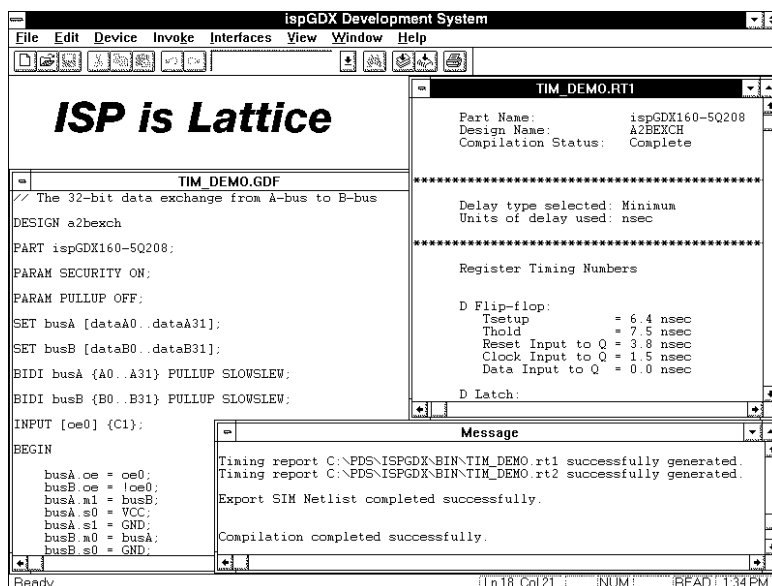 ispGDX Development System
File Edit Device Invoke Interfaces View Window Help
ISP is Lattice
TIM_DEMO.RT1
Part Name: ispGDX160-5Q208
Design Name: A2BEXCH
Compilation Status: Complete
************************************************
Delay type selected: Minimum
Units of delay used: nsec
************************************************
Register Timing Numbers
D Flip-flop:
Tsetup = 6.4 nsec
Thold = 7.5 nsec
Reset Input to Q = 3.8 nsec
Clock Input to Q = 1.5 nsec
Data Input to Q = 0.0 nsec
D Latch:
TIM_DEMO.GDF
// The 32-bit data exchange from A-bus to B-bus
DESIGN a2bexch
PART ispGDX160-5Q208;
PARAM SECURITY ON;
PARAM PULLUP OFF;
SET busA [dataA0..dataA31];
SET busB [dataB0..dataB31];
BIDI busA {A0..A31} PULLUP SLOWSLEW;
BIDI busB {B0..B31} PULLUP SLOWSLEW;
INPUT [oe0] {C1};
BEGIN
busA.oe = oe0;
busB.oe = !oe0;
busA.m1 = busB;
busA.s0 = VCC;
busA.s1 = GND;
busB.m0 = busA;
busB.s0 = GND;
Message
Timing report C:\PDS\ISPGDX\BIN\TIM_DEMO.rt1 successfully generated.
Timing report C:\PDS\ISPGDX\BIN\TIM_DEMO.rt2 successfully generated.
Export SIM Netlist completed successfully.
Compilation completed successfully.
Ready Ln 18, Col 21 NUM READ 1:34 PM